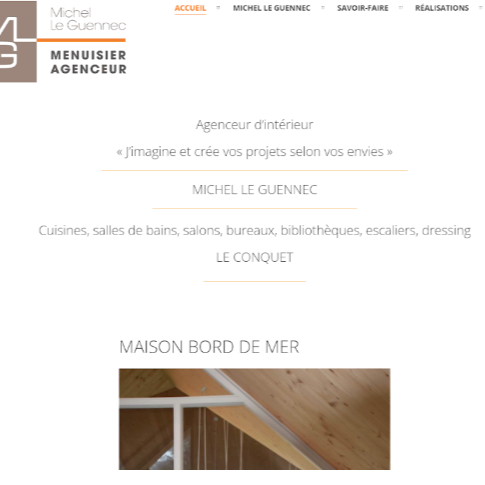 Michel
Le Guennec
MENUISIER
AGENCEUR
ACCUEIL MICHEL LE GUENNEC SAVOIR-FAIRE RÉALISATIONS
Agenceur d'intérieur
« J'imagine et crée vos projets selon vos envies »
MICHEL LE GUENNEC
Cuisines, salles de bains, salons, bureaux, bibliothèques, escaliers, dressing
LE CONQUET
MAISON BORD DE MER